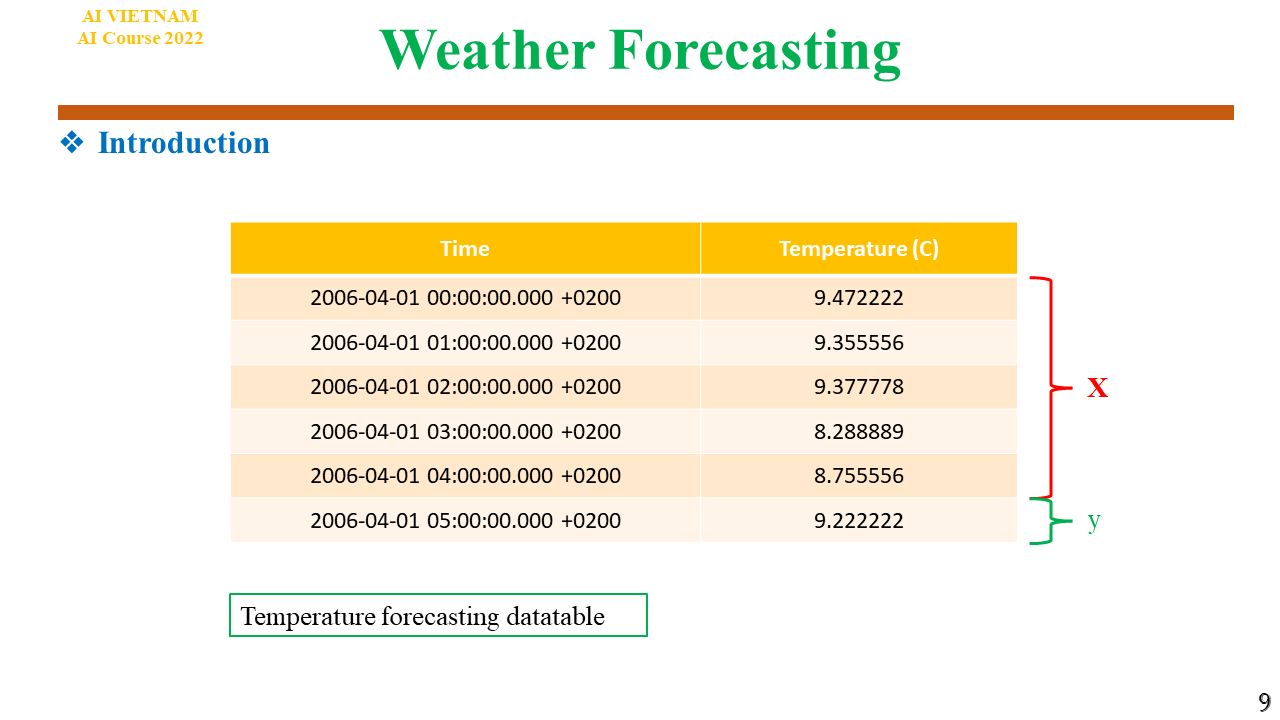 AI VIETNAM
AI Course 2022
Weather Forecasting
❖ Introduction
Time Temperature (C)
2006-04-01 00:00:00.000 +0200 9.472222
2006-04-01 01:00:00.000 +0200 9.355556
2006-04-01 02:00:00.000 +0200 9.377778
X
2006-04-01 03:00:00.000 +0200 8.288889
2006-04-01 04:00:00.000 +0200 8.755556
2006-04-01 05:00:00.000 +0200 9.222222
y
Temperature forecasting datatable
9